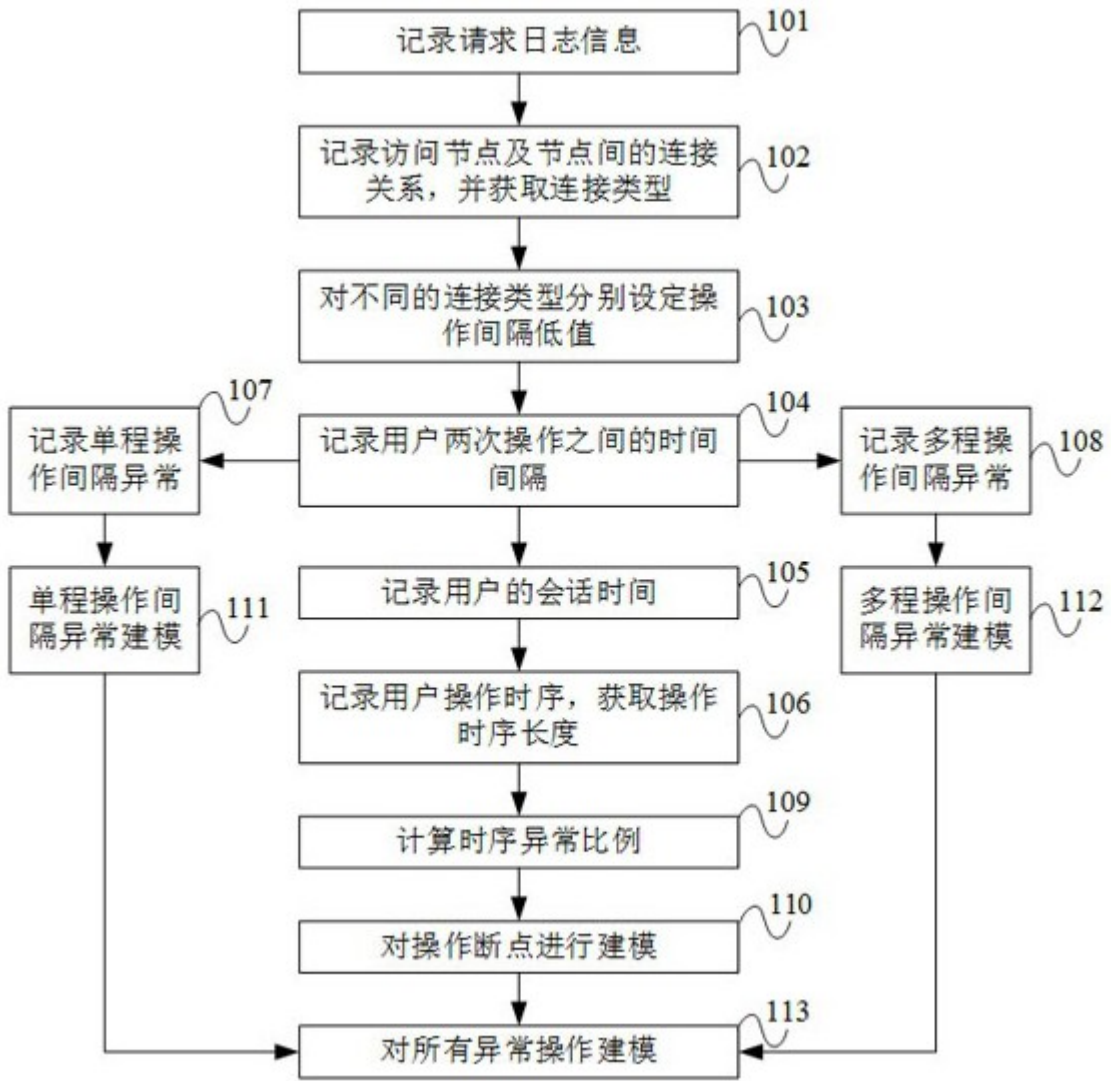 记录请求日志信息
101
记录访问节点及节点间的连接
关系，并获取连接类型
102
对不同的连接类型分别设定操
作间隔低值
103
107
记录单程操
作间隔异常
记录用户两次操作之间的时间
间隔
104
记录多程操
作间隔异常
108
单程操作间
隔异常建模
111
记录用户的会话时间
105
多程操作间
隔异常建模
112
记录用户操作时序，获取操作
时序长度
106
计算时序异常比例
109
对操作断点进行建模
110
对所有异常操作建模
113